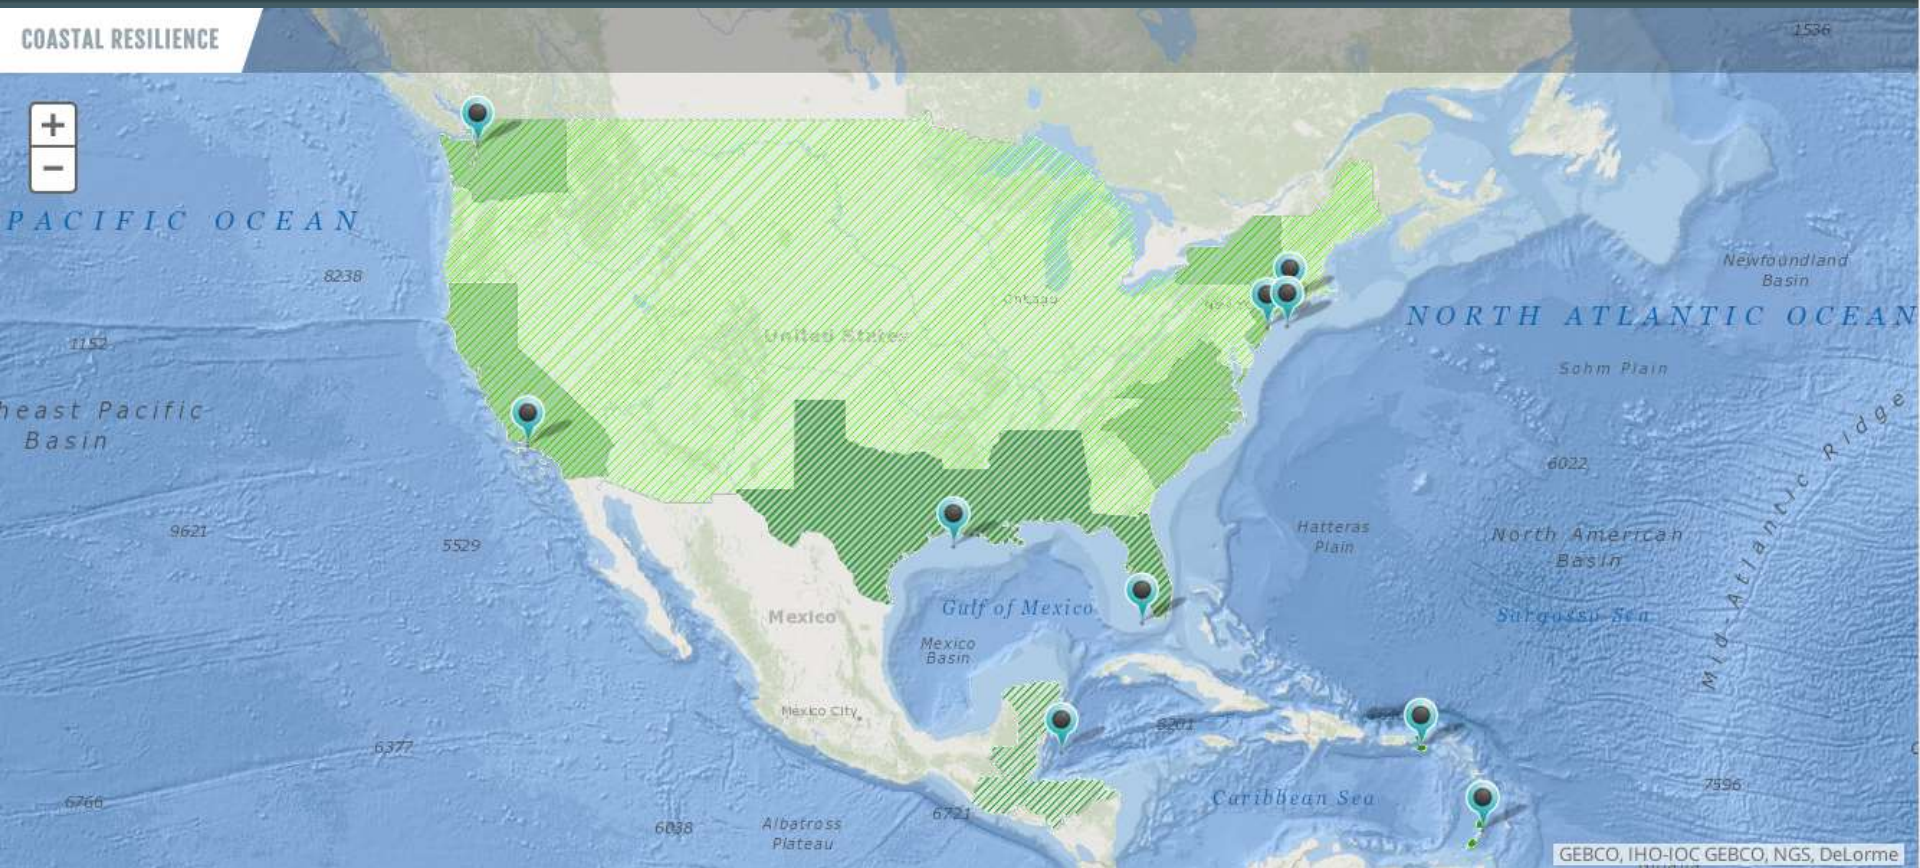 COASTAL RESILIENCE
1536
+
−
PACIFIC OCEAN
8238
Newfoundland
Basin
Chicago
NORTH ATLANTIC OCEAN
United States
1152
Sohm Plain
heast Pacific
Basin
Mid-Atlantic Ridge
6022
9621
5529
Hatteras
Plain
North American
Basin
Gulf of Mexico
Mexico
Sargosso Sea
Mexico
Basin
Mexico City
8261
6377
7596
6766
Caribbean Sea
6721
6038
Albatross
Plateau
GEBCO, IHO-IOC GEBCO, NGS, DeLorme